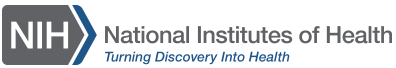 NIH National Institutes of Health
Turning Discovery Into Health